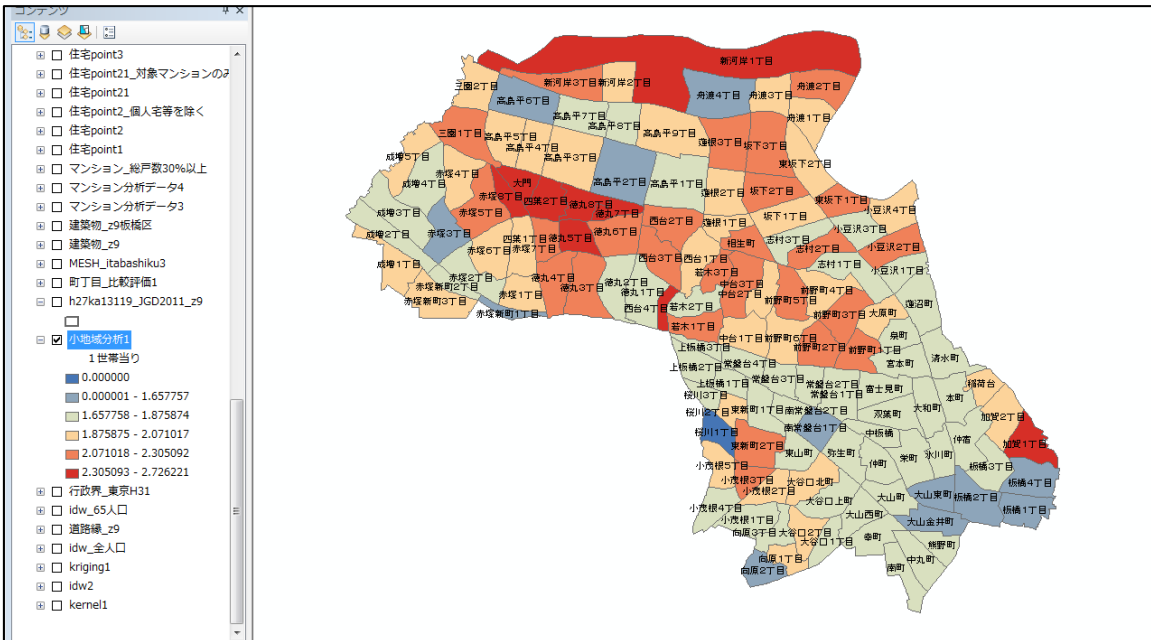 コンテンツ
住宅point3
住宅point21_対象マンションのみ
住宅point21
住宅point2_個人宅等を除く
住宅point2
住宅point1
マンション_総戸数30%以上
マンション分析データ4
マンション分析データ3
建築物_z9板橋区
建築物_z9
MESH_itabashiku3
町丁目_比較評価1
h27ka13119_JGD2011_z9
小地域分析1
1世帯当り
0.000000
0.000001 - 1.657757
1.657758 - 1.875874
1.875875 - 2.071017
2.071018 - 2.305092
2.305093 - 2.726221
行政界_東京H31
idw_65人口
道路縁_z9
idw_全人口
kriging1
idw2
kernel1
新河岸1丁目
新河岸3丁目
新河岸2丁目
三園2丁目
高島平6丁目
舟渡4丁目
舟渡3丁目
舟渡2丁目
高島平7丁目
高島平8丁目
舟渡1丁目
三園1丁目
高島平5丁目
高島平4丁目
高島平9丁目
蓮根3丁目
坂下3丁目
成増5丁目
高島平3丁目
東坂下2丁目
赤塚4丁目
成増4丁目
大門
高島平2丁目
高島平1丁目
赤塚8丁目
四葉2丁目
徳丸8丁目
蓮根2丁目
坂下2丁目
東坂下1丁目
成増3丁目
赤塚5丁目
徳丸7丁目
西台2丁目
蓮根1丁目
坂下1丁目
小豆沢4丁目
成増2丁目
赤塚3丁目
四葉1丁目
徳丸5丁目
徳丸6丁目
小豆沢3丁目
赤塚6丁目
赤塚7丁目
相生町
志村3丁目
志村2丁目
小豆沢2丁目
成増1丁目
西台3丁目
西台1丁目
志村1丁目
小豆沢1丁目
赤塚2丁目
徳丸4丁目
徳丸2丁目
若木3丁目
中台3丁目
赤塚新町2丁目
徳丸3丁目
徳丸1丁目
中台2丁目
前野町4丁目
赤塚新町3丁目
赤塚1丁目
前野町5丁目
蓮沼町
赤塚新町1丁目
西台4丁目
若木2丁目
前野町3丁目
大原町
若木1丁目
中台1丁目
前野町6丁目
泉町
上板橋3丁目
前野町2丁目
前野町1丁目
清水町
上板橋2丁目
常盤台4丁目
宮本町
上板橋1丁目
常盤台3丁目
常盤台2丁目
富士見町
稲荷台
桜川3丁目
常盤台1丁目
本町
桜川2丁目
東新町1丁目
南常盤台2丁目
双葉町
大和町
加賀2丁目
桜川1丁目
南常盤台1丁目
中板橋
仲宿
加賀1丁目
東新町2丁目
東山町
弥生町
仲町
栄町
氷川町
小茂根5丁目
板橋3丁目
小茂根3丁目
大谷口北町
板橋4丁目
小茂根2丁目
大山町
大山東町
板橋2丁目
小茂根4丁目
大谷口上町
板橋1丁目
小茂根1丁目
大山西町
大山金井町
向原3丁目
大谷口2丁目
大谷口1丁目
幸町
熊野町
向原1丁目
中丸町
向原2丁目
南町